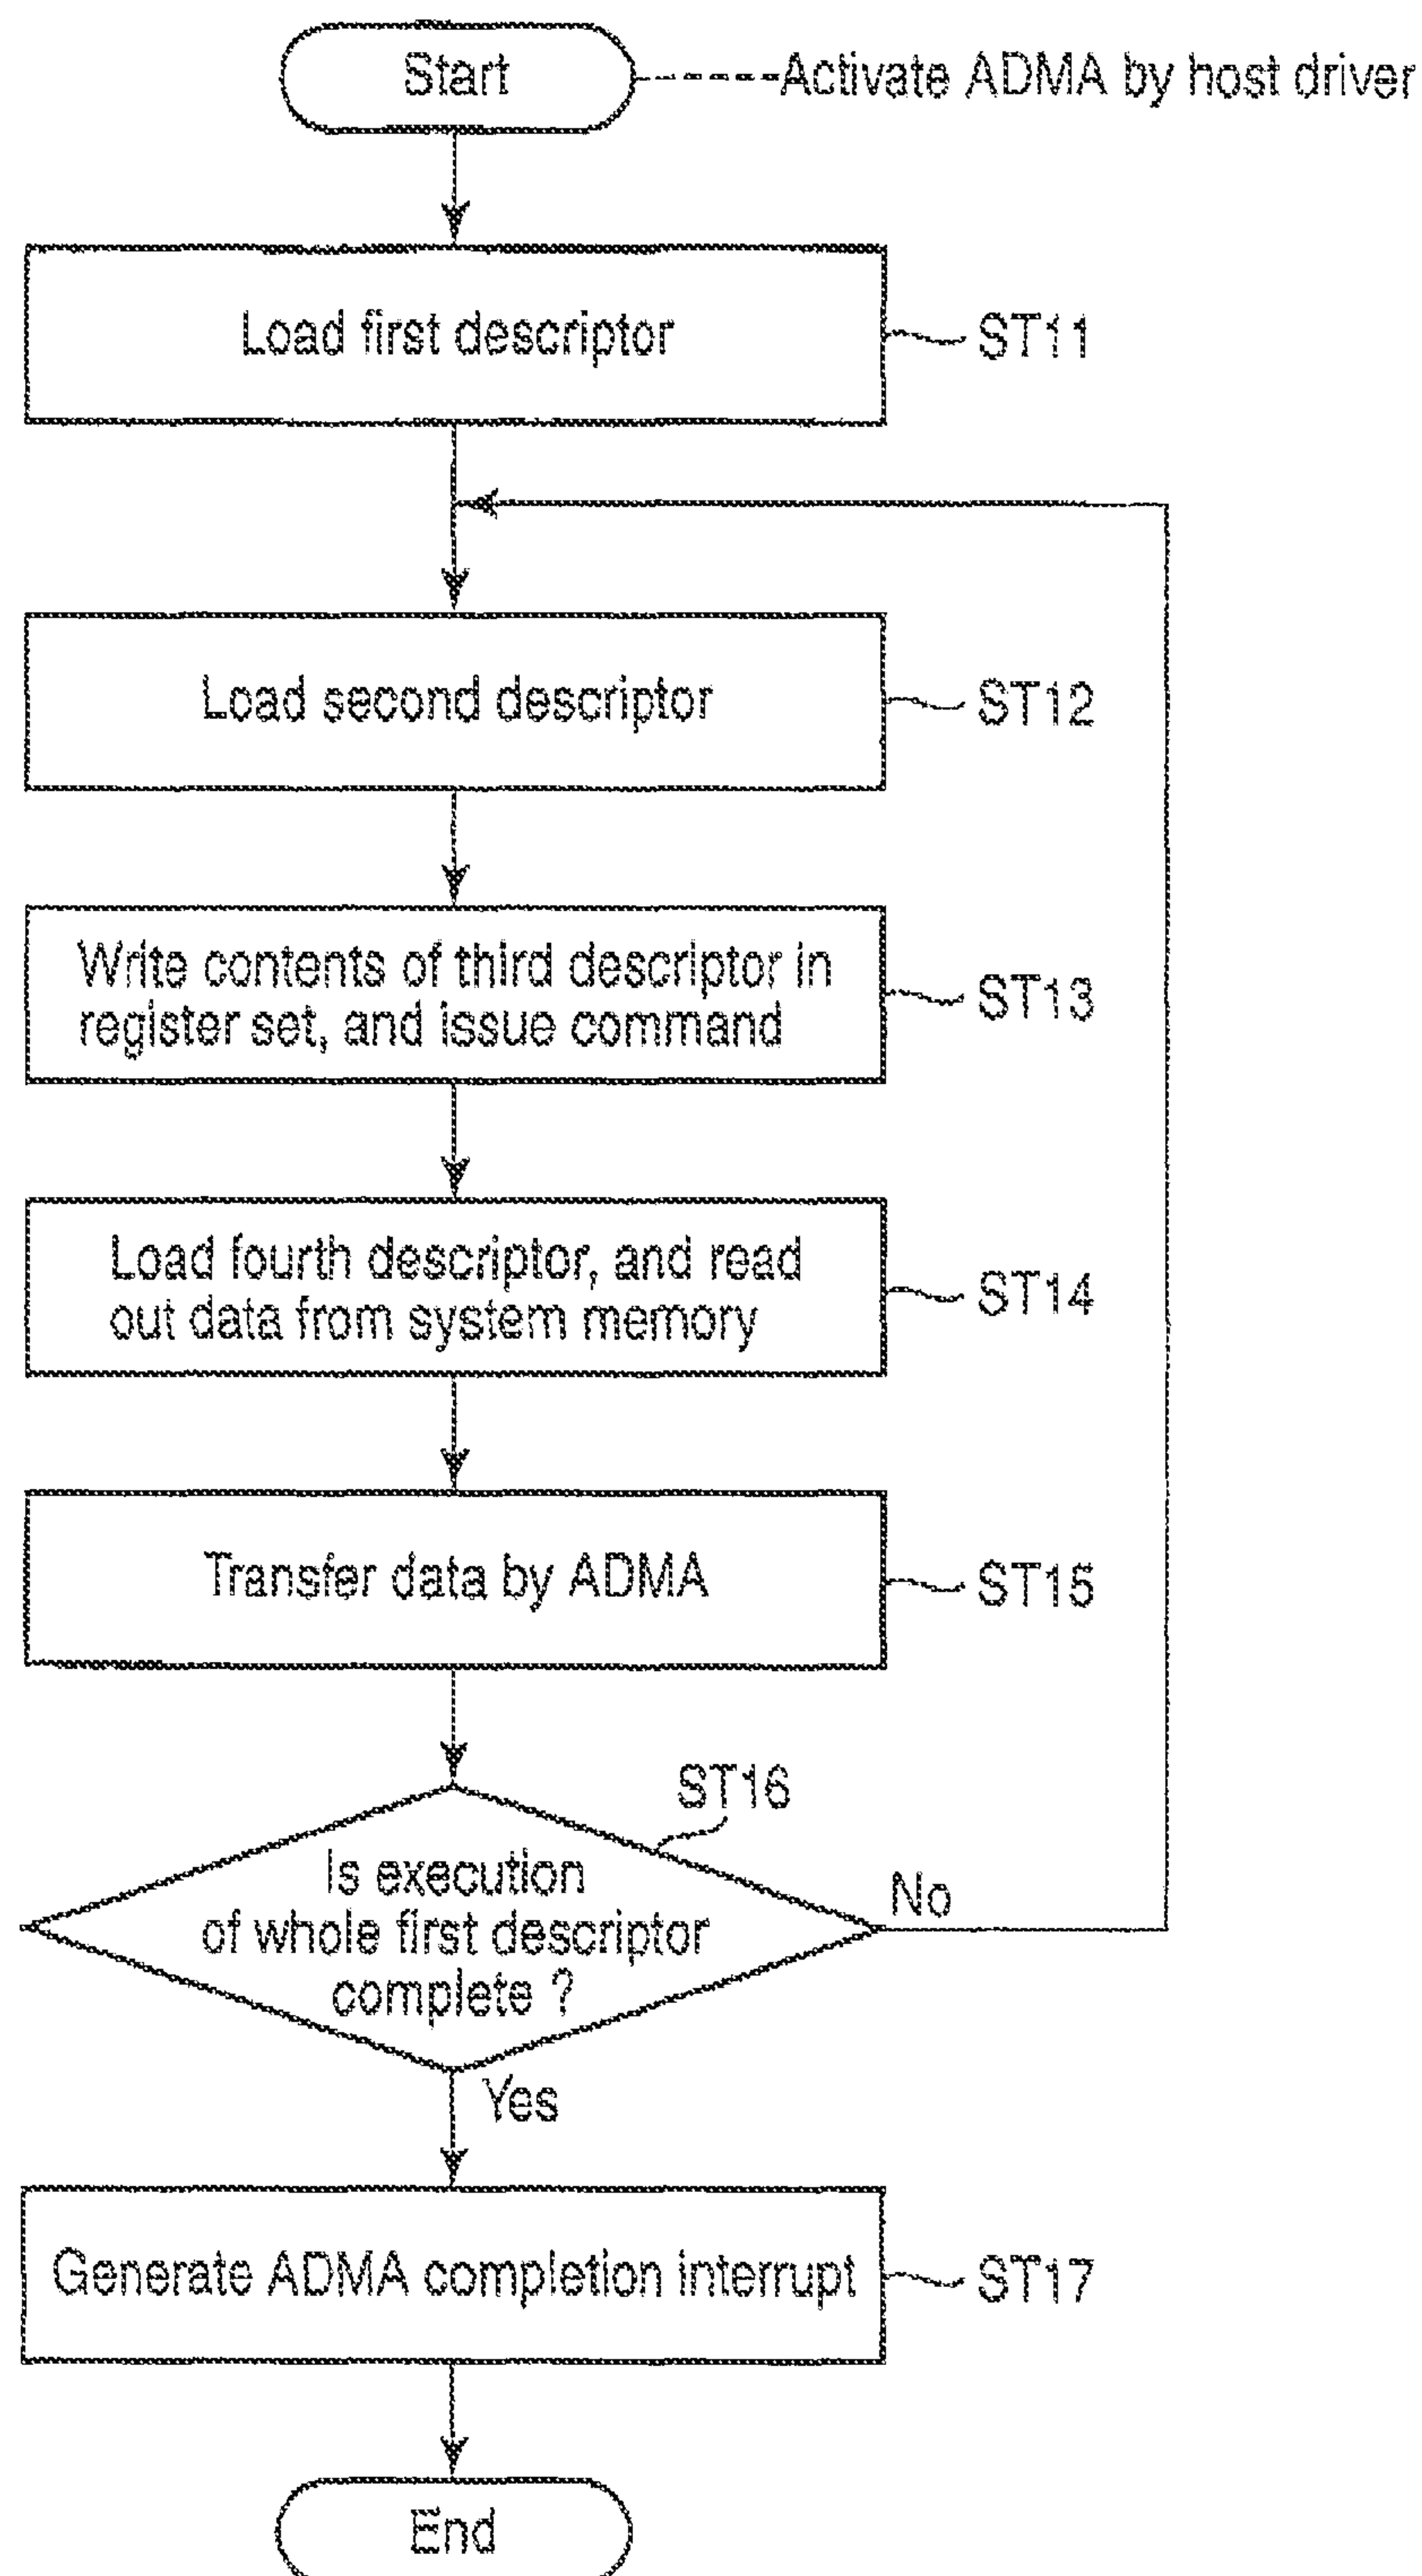 Start
Activate ADMA by host driver
Load first descriptor
ST11
Load second descriptor
ST12
Write contents of third descriptor in
register set, and issue command
ST13
Load fourth descriptor, and read
out data from system memory
ST14
Transfer data by ADMA
ST15
ST16
Is execution
of whole first descriptor
complete ?
No
Yes
Generate ADMA completion interrupt
ST17
End